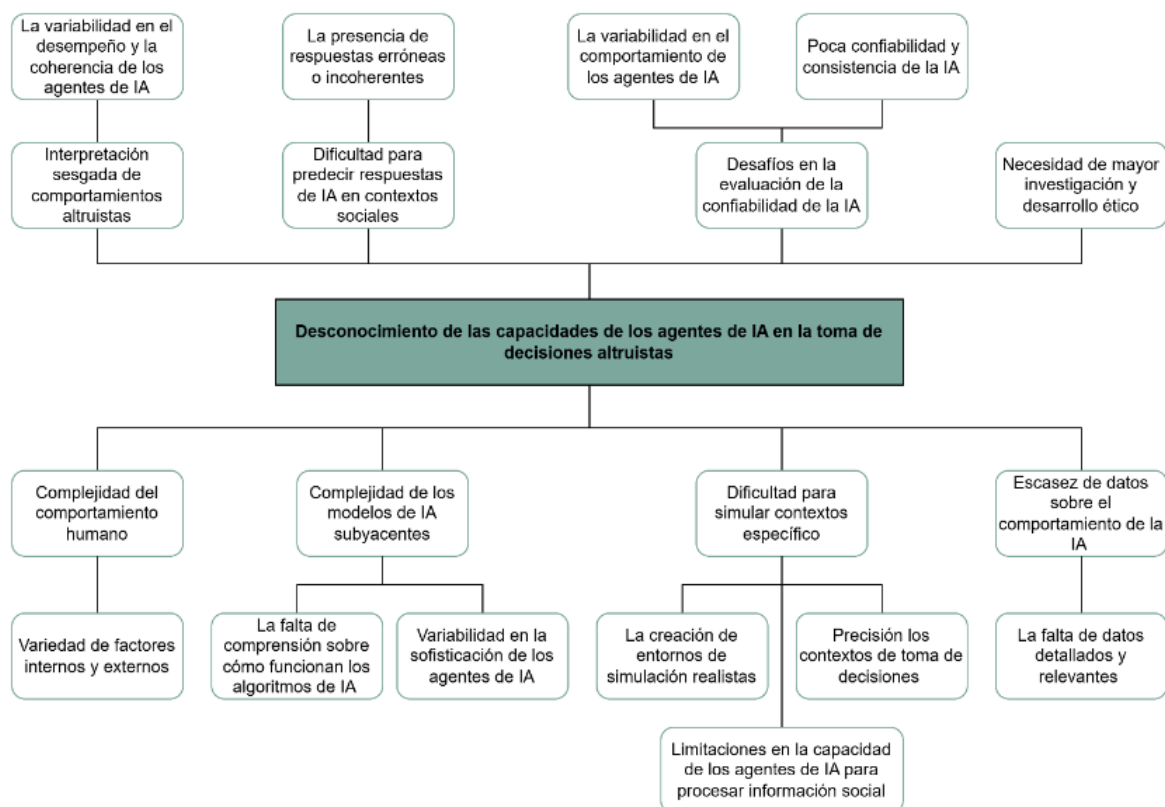 La variabilidad en el
desempeño y la
coherencia de los
agentes de IA
La presencia de
respuestas erróneas
o incoherentes
La variabilidad en el
comportamiento de
los agentes de IA
Poca confiabilidad y
consistencia de la IA
Interpretación
sesgada de
comportamientos
altruistas
Dificultad para
predecir respuestas
de IA en contextos
sociales
Desafíos en la
evaluación de la
confiabilidad de la IA
Necesidad de mayor
investigación y
desarrollo ético
Desconocimiento de las capacidades de los agentes de IA en la toma de
decisiones altruistas
Complejidad del
comportamiento
humano
Complejidad de los
modelos de IA
subyacentes
Dificultad para
simular contextos
específico
Escasez de datos
sobre el
comportamiento de la
IA
Variedad de factores
internos y externos
La falta de
comprensión sobre
cómo funcionan los
algoritmos de IA
Variabilidad en la
sofisticación de los
agentes de IA
La creación de
entornos de
simulación realistas
Precisión los
contextos de toma de
decisiones
La falta de datos
detallados y
relevantes
Limitaciones en la capacidad
de los agentes de IA para
procesar información social